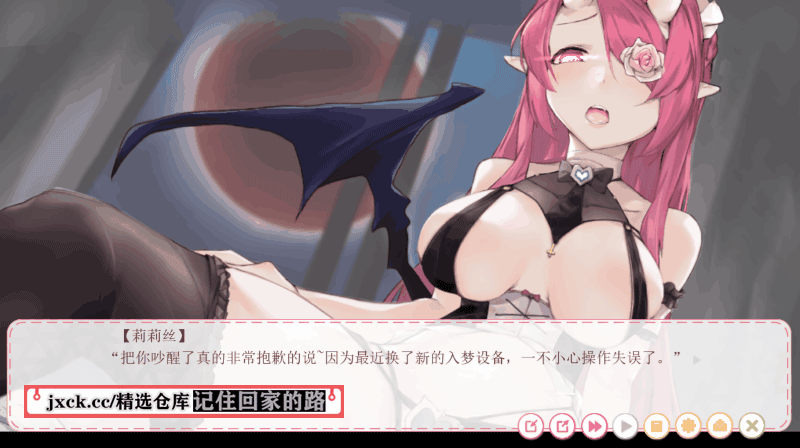 【莉莉丝】
“把你吵醒了真的非常抱歉的说~因为最近换了新的入梦设备，一不小心操作失误了。”
jxck.cc/精选仓库 记住回家的路